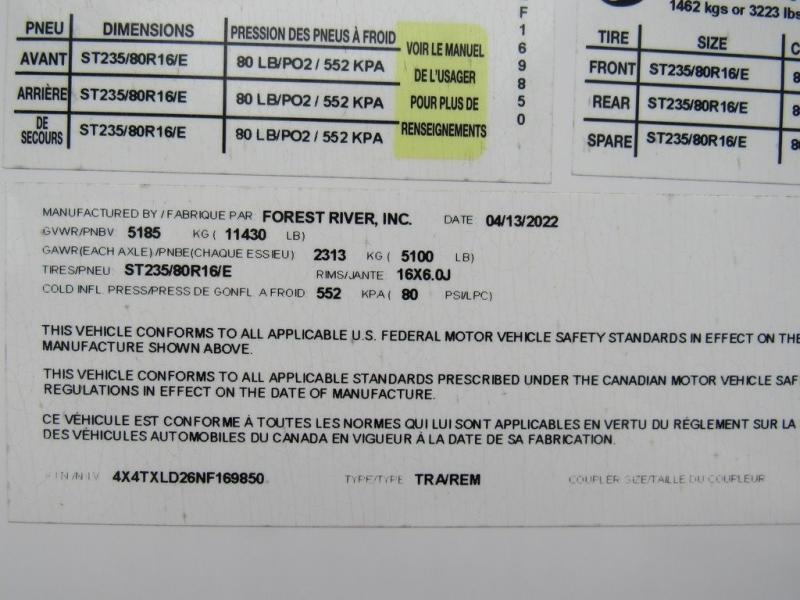 PNEU DIMENSIONS PRESSION DES PNEUS À FROID
AVANT ST235/80R16/E 80 LB/PO2 / 552 KPA
ARRIÈRE ST235/80R16/E 80 LB/PO2 / 552 KPA
DE SECOURS ST235/80R16/E 80 LB/PO2 / 552 KPA
VOIR LE MANUEL
DE L'USAGER
POUR PLUS DE
RENSEIGNEMENTS
F169850
1462 kgs or 3223 lbs
TIRE SIZE C
FRONT ST235/80R16/E 8
REAR ST235/80R16/E 80
SPARE ST235/80R16/E 80
MANUFACTURED BY / FABRIQUE PAR FOREST RIVER, INC. DATE 04/13/2022
GVWR/PNBV 5185 KG ( 11430 LB)
GAWR(EACH AXLE) /PNBE(CHAQUE ESSIEU) 2313 KG ( 5100 LB)
TIRES/PNEU ST235/80R16/E RIMS/JANTE 16X6.0J
COLD INFL. PRESS/PRESS DE GONFL. A FROID 552 KPA ( 80 PSI/LPC)
THIS VEHICLE CONFORMS TO ALL APPLICABLE U.S. FEDERAL MOTOR VEHICLE SAFETY STANDARDS IN EFFECT ON THE
MANUFACTURE SHOWN ABOVE.
THIS VEHICLE CONFORMS TO ALL APPLICABLE STANDARDS PRESCRIBED UNDER THE CANADIAN MOTOR VEHICLE SAF
REGULATIONS IN EFFECT ON THE DATE OF MANUFACTURE.
CE VÉHICULE EST CONFORME À TOUTES LES NORMES QUI LUI SONT APPLICABLES EN VERTU DU RÉGLEMENT SUR LA
DES VÉHICULES AUTOMOBILES DU CANADA EN VIGUEUR À LA DATE DE SA FABRICATION.
4X4TXLD26NF169850 TYPE/TYPE TRA/REM COUPLER SIZE/TAILLE DU COUPLEUR